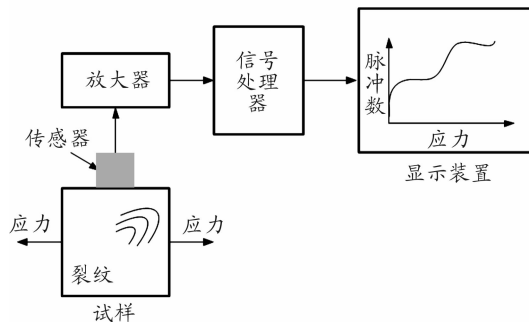 放大器
信号
处理
器
脉
冲
数
应力
显示装置
传感器
应力
应力
裂纹
试样